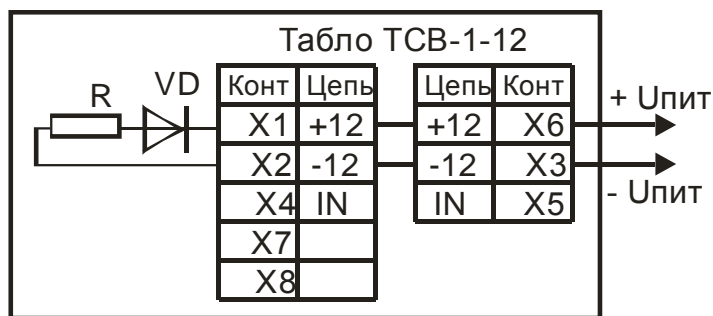 Табло ТСВ-1-12
R
VD
Конт Цепь
Цепь Конт
X1 +12
+12 X6
+ Uпит
X2 -12
-12 X3
- Uпит
X4 IN
IN X5
X7
X8